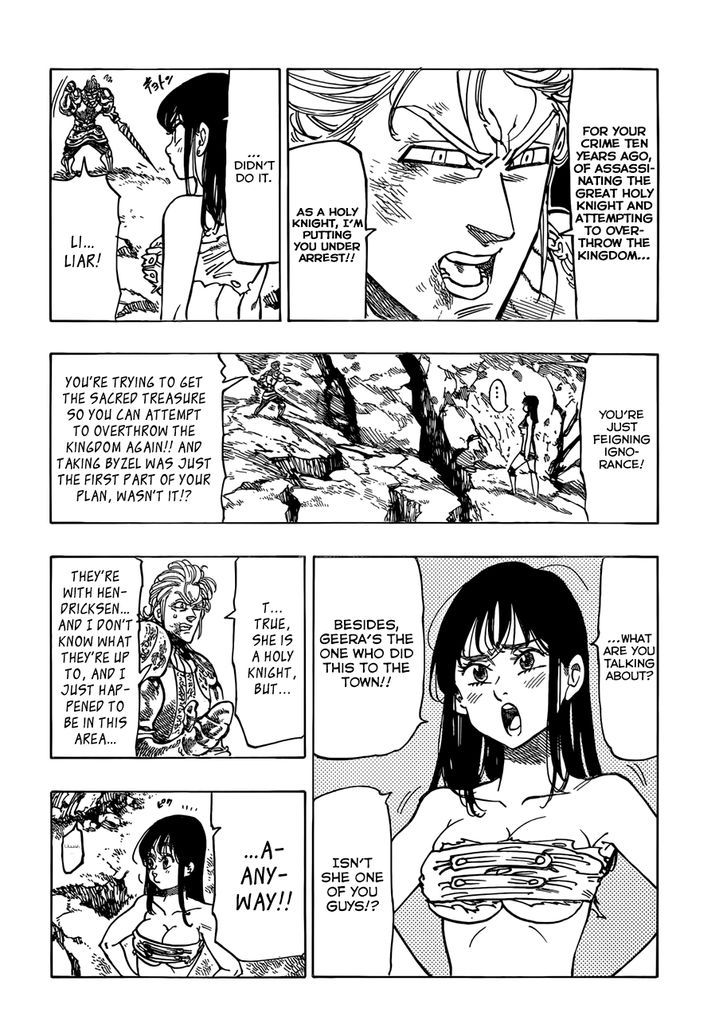 FOR YOUR
CRIME TEN
YEARS AGO,
OF ASSASSI-
NATING THE
GREAT HOLY
KNIGHT AND
ATTEMPTING
TO OVER-
THROW THE
KINGDOM...
AS A HOLY
KNIGHT, I'M
PUTTING
YOU UNDER
ARREST!!
...
DIDN'T
DO IT.
キョトン
LI...
LIAR!
YOU'RE
JUST
FEIGNING
IGNO-
RANCE!
...
YOU'RE TRYING TO GET
THE SACRED TREASURE
SO YOU CAN ATTEMPT
TO OVERTHROW THE
KINGDOM AGAIN!! AND
TAKING BYZEL WAS JUST
THE FIRST PART OF YOUR
PLAN, WASN'T IT!?
...WHAT
ARE YOU
TALKING
ABOUT?
BESIDES,
GEERA'S THE
ONE WHO DID
THIS TO THE
TOWN!!
ISN'T
SHE ONE
OF YOU
GUYS!?
T...
TRUE,
SHE IS
A HOLY
KNIGHT,
BUT...
THEY'RE
WITH HEN-
DRICKSEN...
AND I DON'T
KNOW WHAT
THEY'RE UP
TO, AND I
JUST HAP-
PENED TO
BE IN THIS
AREA...
...A-
ANY-
WAY!!
ピク